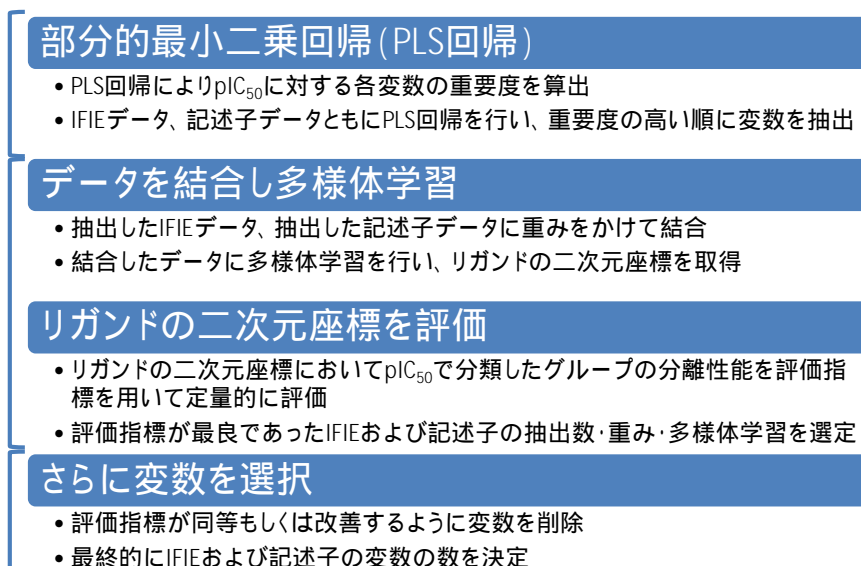 部分的最小二乗回帰(PLS回帰)
• PLS回帰によりpIC₅₀に対する各変数の重要度を算出
• IFIEデータ、記述子データともにPLS回帰を行い、重要度の高い順に変数を抽出
データを結合し多様体学習
• 抽出したIFIEデータ、抽出した記述子データに重みをかけて結合
• 結合したデータに多様体学習を行い、リガンドの二次元座標を取得
リガンドの二次元座標を評価
• リガンドの二次元座標においてpIC₅₀で分類したグループの分離性能を評価指
標を用いて定量的に評価
• 評価指標が最良であったIFIEおよび記述子の抽出数・重み・多様体学習を選定
さらに変数を選択
• 評価指標が同等もしくは改善するように変数を削除
• 最終的にIFIEおよび記述子の変数の数を決定